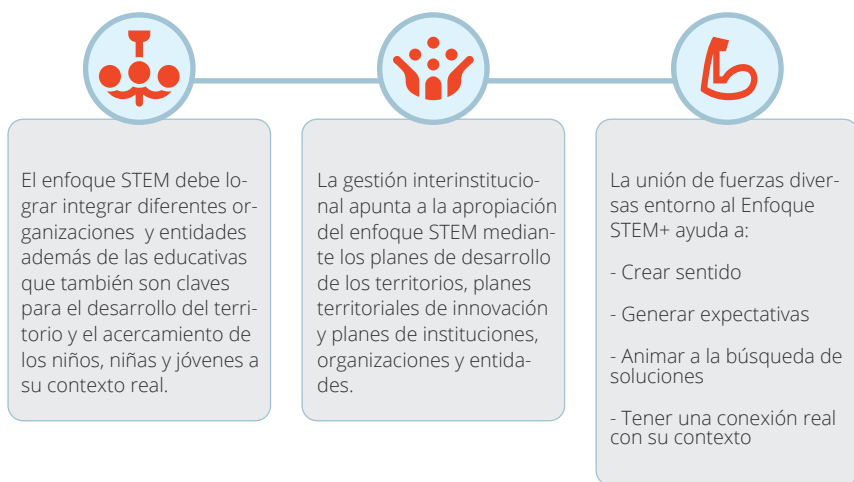 El enfoque STEM debe lo-
grar integrar diferentes or-
ganizaciones y entidades
además de las educativas
que también son claves
para el desarrollo del terri-
torio y el acercamiento de
los niños, niñas y jóvenes a
su contexto real.
La gestión interinstitucio-
nal apunta a la apropiación
del enfoque STEM median-
te los planes de desarrollo
de los territorios, planes
territoriales de innovación
y planes de instituciones,
organizaciones y entida-
des.
La unión de fuerzas diver-
sas entorno al Enfoque
STEM+ ayuda a:
- Crear sentido
- Generar expectativas
- Animar a la búsqueda de
soluciones
- Tener una conexión real
con su contexto